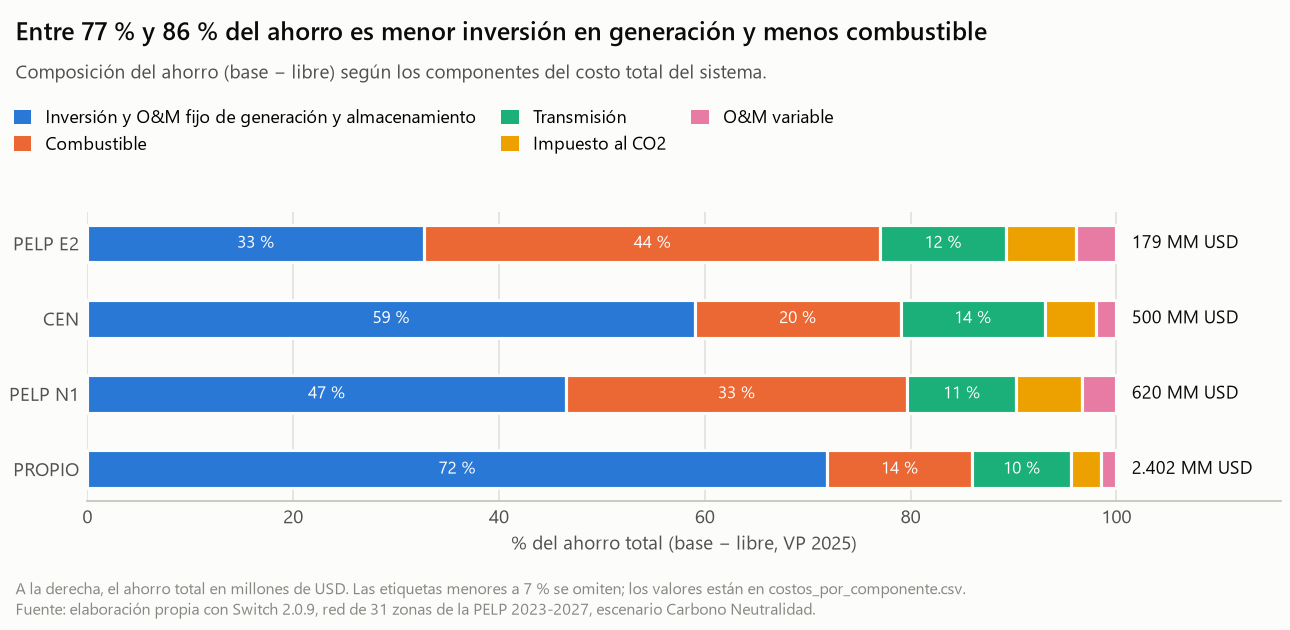 Entre 77 % y 86 % del ahorro es menor inversión en generación y menos combustible
Composición del ahorro (base − libre) según los componentes del costo total del sistema.
Inversión y O&M fijo de generación y almacenamiento
Transmisión
O&M variable
Combustible
Impuesto al CO2
PELP E2
33 %
44 %
12 %
179 MM USD
CEN
59 %
20 %
14 %
500 MM USD
PELP N1
47 %
33 %
11 %
620 MM USD
PROPIO
72 %
14 %
10 %
2.402 MM USD
0
20
40
60
80
100
% del ahorro total (base − libre, VP 2025)
A la derecha, el ahorro total en millones de USD. Las etiquetas menores a 7 % se omiten; los valores están en costos_por_componente.csv.
Fuente: elaboración propia con Switch 2.0.9, red de 31 zonas de la PELP 2023-2027, escenario Carbono Neutralidad.